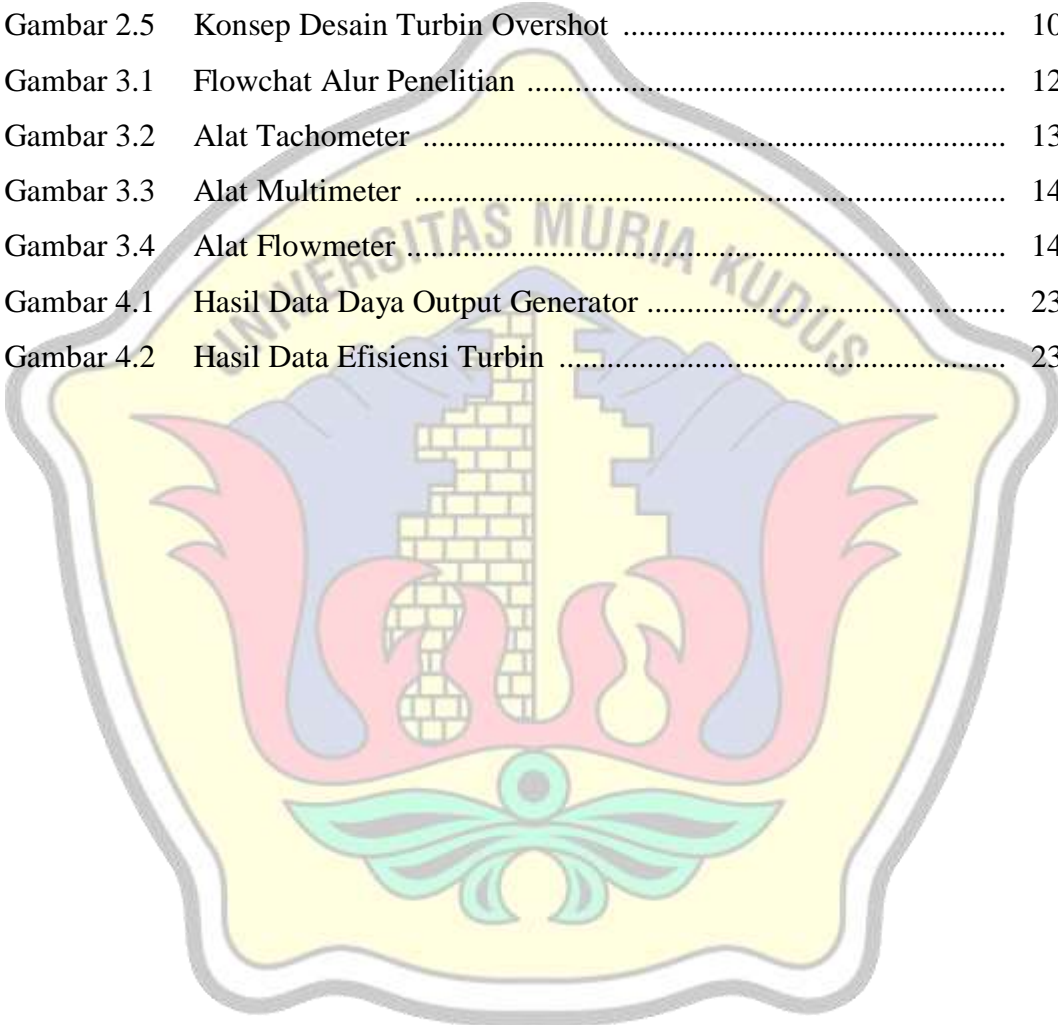 Gambar 2.5 Konsep Desain Turbin Overshot ................................................................ 10
Gambar 3.1 Flowchat Alur Penelitian ................................................................ 12
Gambar 3.2 Alat Tachometer ................................................................ 13
Gambar 3.3 Alat Multimeter ................................................................ 14
Gambar 3.4 Alat Flowmeter ................................................................ 14
Gambar 4.1 Hasil Data Daya Output Generator ................................................................ 23
Gambar 4.2 Hasil Data Efisiensi Turbin ................................................................ 23
UNIVERSITAS MURIA KUDUS